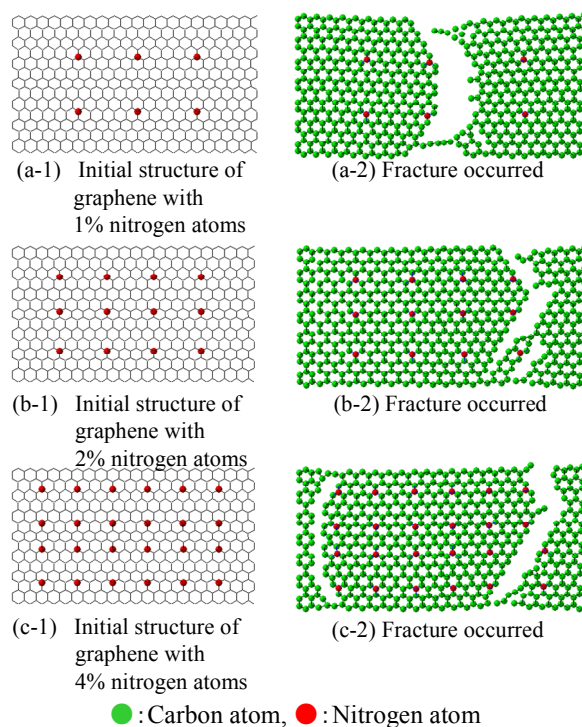 (a-1) Initial structure of
graphene with
1% nitrogen atoms
(a-2) Fracture occurred
(b-1) Initial structure of
graphene with
2% nitrogen atoms
(b-2) Fracture occurred
(c-1) Initial structure of
graphene with
4% nitrogen atoms
(c-2) Fracture occurred
: Carbon atom, : Nitrogen atom